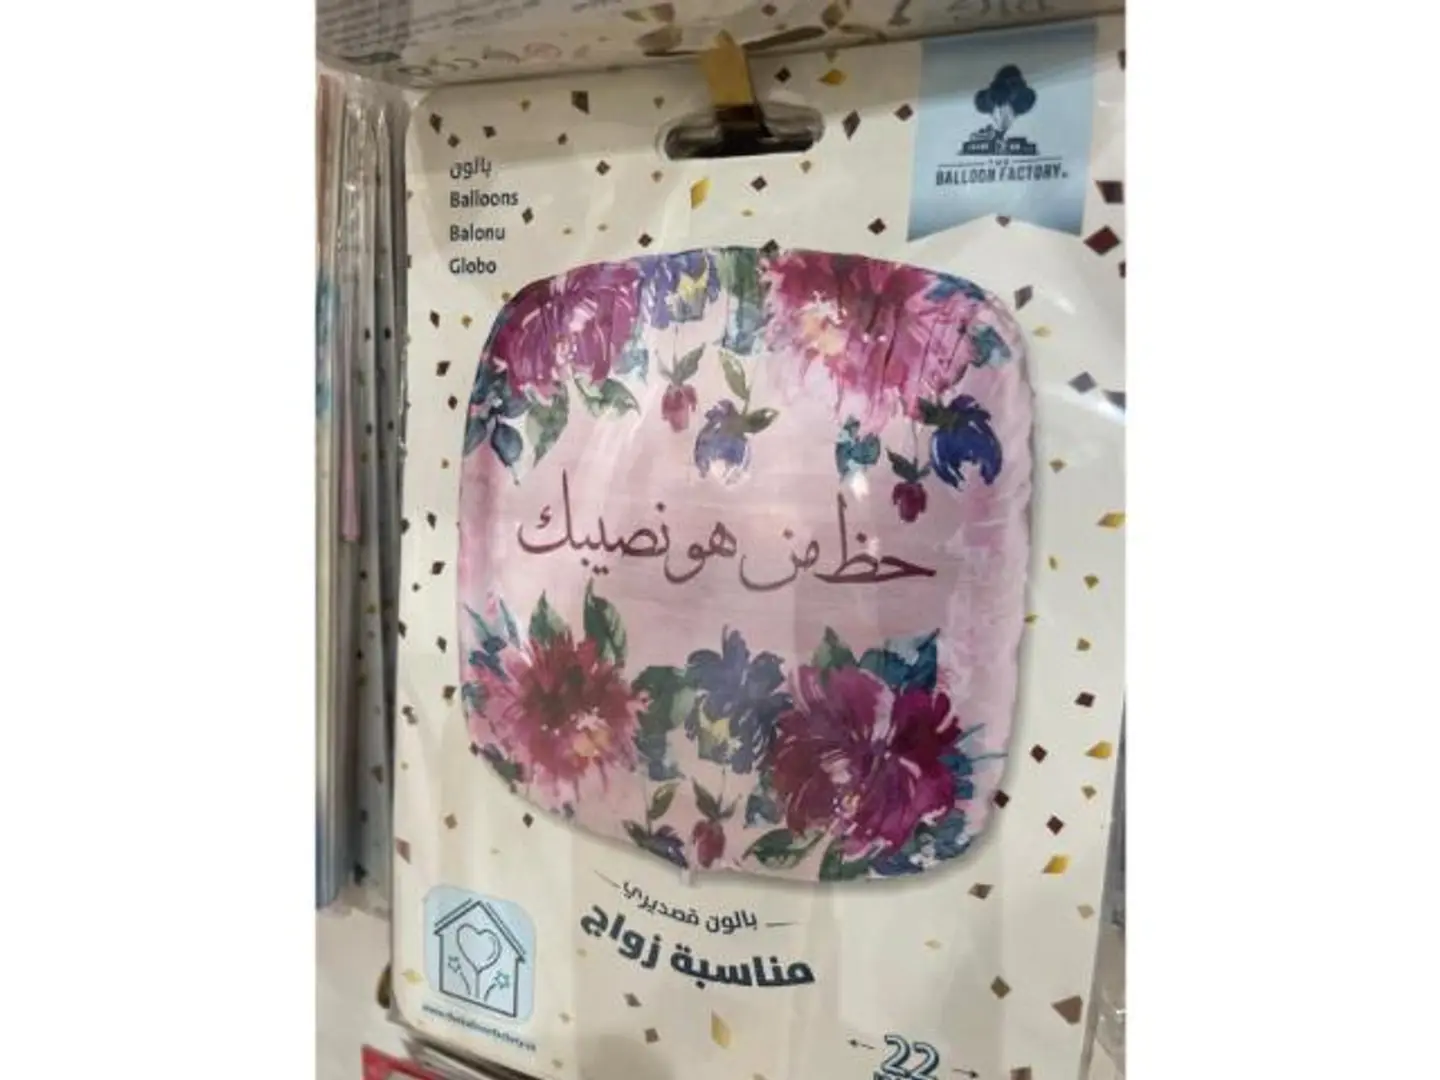 THE
BALLOON FACTORY
بالون
Balloons
Balonu
Globo
حظ من هو نصيبك
بالون قصديري
مناسبة زواج
22